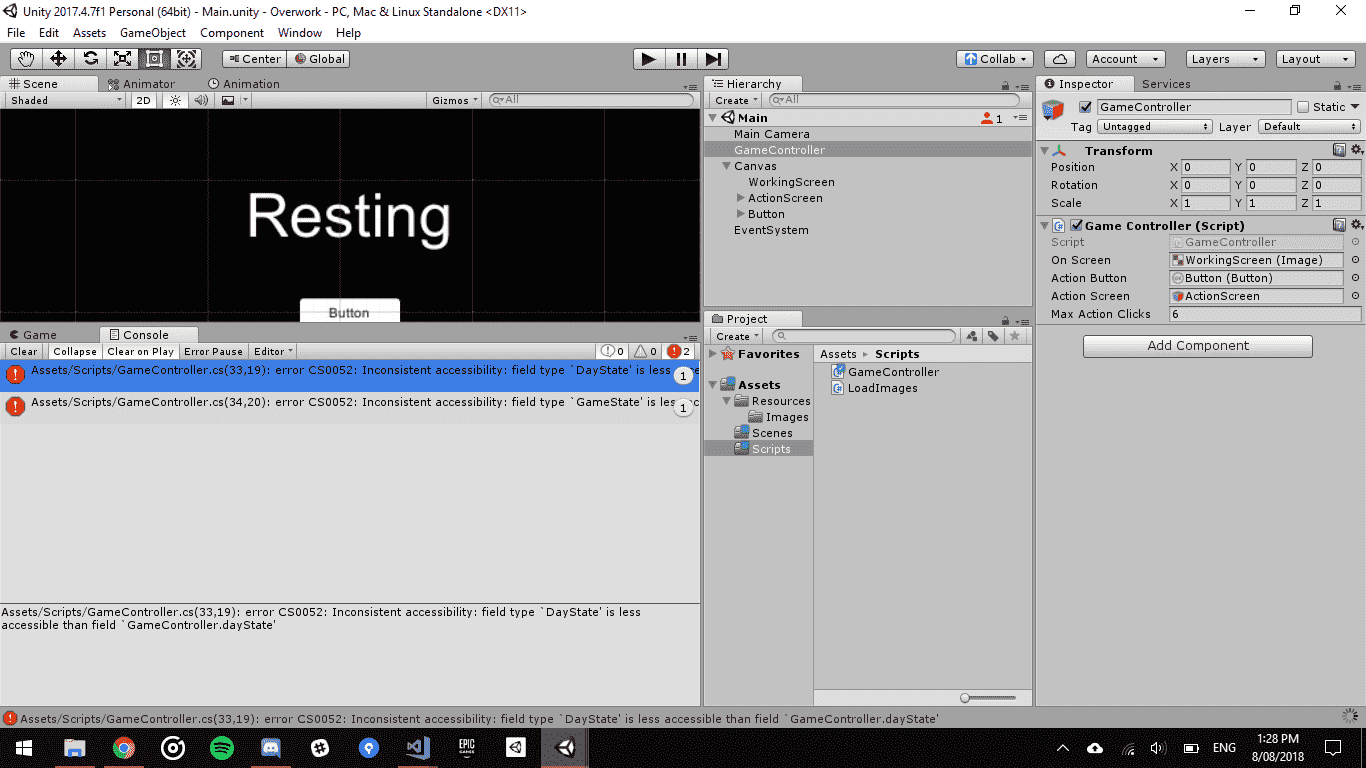 Unity 2017.4.7f1 Personal (64bit) - Main.unity - Overwork - PC, Mac & Linux Standalone <DX11>
File Edit Assets GameObject Component Window Help
Center Global Collab Account Layers Layout
Scene Animator Animation
Shaded 2D Gizmos All
Resting
Button
Hierarchy
Create All
Main 1
Main Camera
GameController
Canvas
WorkingScreen
ActionScreen
Button
EventSystem
Inspector Services
GameController Static
Tag Untagged Layer Default
Transform
Position X 0 Y 0 Z 0
Rotation X 0 Y 0 Z 0
Scale X 1 Y 1 Z 1
Game Controller (Script)
Script GameController
On Screen WorkingScreen (Image)
Action Button Button (Button)
Action Screen ActionScreen
Max Action Clicks 6
Add Component
Game Console
Clear Collapse Clear on Play Error Pause Editor 0 0 2
Assets/Scripts/GameController.cs(33,19): error CS0052: Inconsistent accessibility: field type `DayState' is less 1
Assets/Scripts/GameController.cs(34,20): error CS0052: Inconsistent accessibility: field type `GameState' is 1
Assets/Scripts/GameController.cs(33,19): error CS0052: Inconsistent accessibility: field type `DayState' is less
accessible than field `GameController.dayState'
Project
Create
Favorites
Assets
Resources
Images
Scenes
Scripts
Assets Scripts
GameController
LoadImages
Assets/Scripts/GameController.cs(33,19): error CS0052: Inconsistent accessibility: field type `DayState' is less accessible than field `GameController.dayState'
EPIC
GAMES
ENG
1:28 PM
8/08/2018